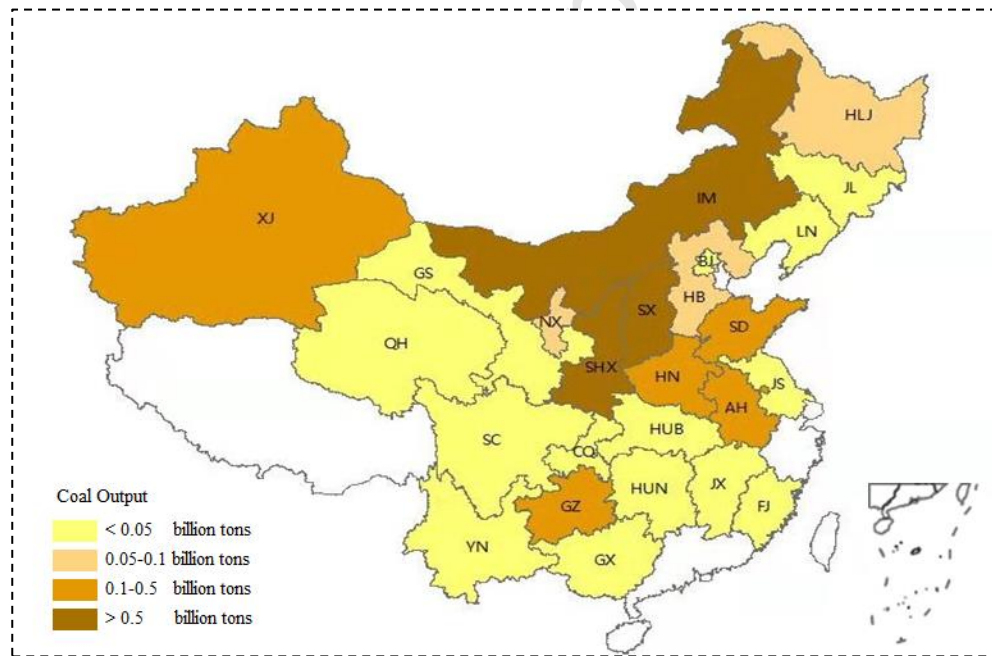 HLJ
JL
IM
XJ
LN
BJ
GS
HB
NX
SX
SD
QH
SHX
HN
JS
AH
HUB
SC
CQ
HUN
JX
GZ
FJ
YN
GX
Coal Output
< 0.05 billion tons
0.05-0.1 billion tons
0.1-0.5 billion tons
> 0.5 billion tons